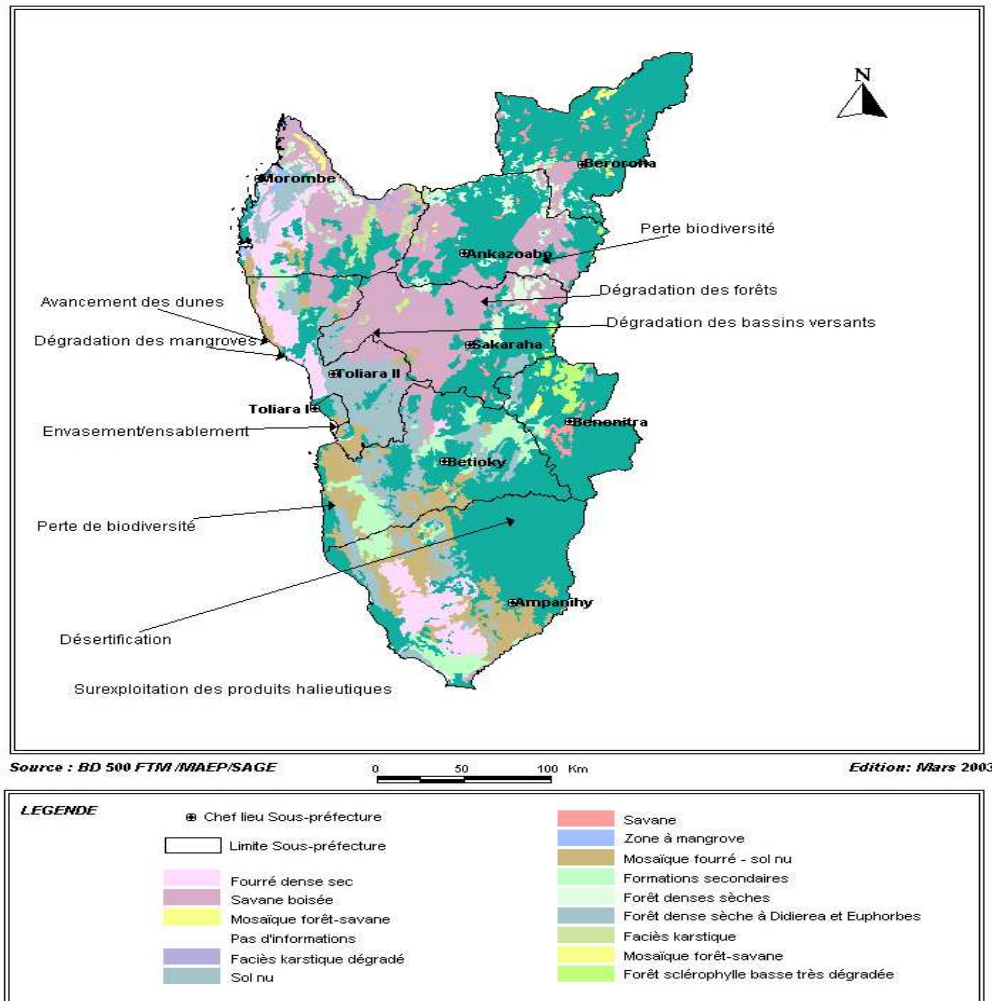 N
Beroroha
Morombe
Perte biodiversité
Ankazoabo
Dégradation des forêts
Avancement des dunes
Dégradation des bassins versants
Dégradation des mangroves
Sakaraha
Toliara II
Toliara I
Benenitra
Envasement/ensablement
Betioky
Perte de biodiversité
Ampanihy
Désertification
Surexploitation des produits halieutiques
Source : BD 500 FTM /MAEP/SAGE
0 50 100 Km
Edition: Mars 2003
LEGENDE
Chef lieu Sous-préfecture
Limite Sous-préfecture
Fourré dense sec
Savane boisée
Mosaïque forêt-savane
Pas d'informations
Faciès karstique dégradé
Sol nu
Savane
Zone à mangrove
Mosaïque fourré - sol nu
Formations secondaires
Forêt denses sèches
Forêt dense sèche à Didierea et Euphorbes
Faciès karstique
Mosaïque forêt-savane
Forêt sclérophylle basse très dégradée